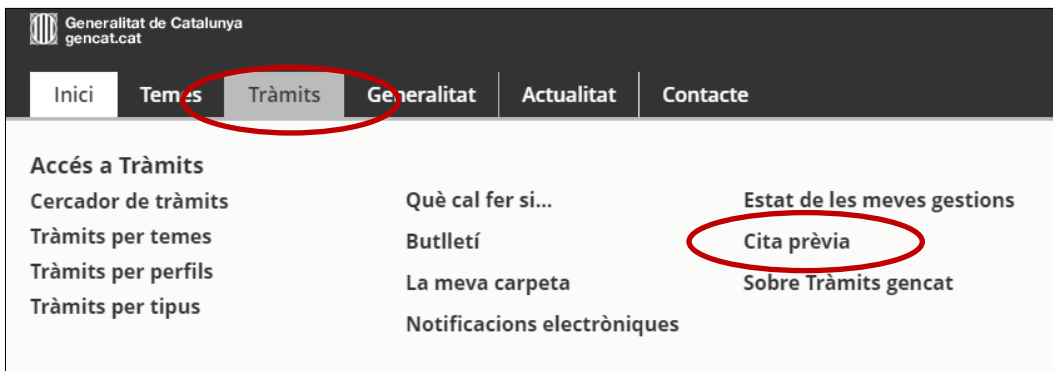 Generalitat de Catalunya
gencat.cat
Inici Temes Tràmits Generalitat Actualitat Contacte
Accés a Tràmits
Cercador de tràmits
Tràmits per temes
Tràmits per perfils
Tràmits per tipus
Què cal fer si...
Butlletí
La meva carpeta
Notificacions electròniques
Estat de les meves gestions
Cita prèvia
Sobre Tràmits gencat